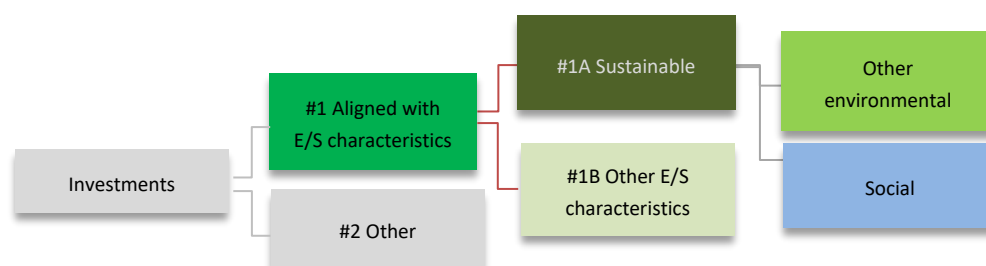 Investments
#1 Aligned with
E/S characteristics
#2 Other
#1A Sustainable
#1B Other E/S
characteristics
Other
environmental
Social